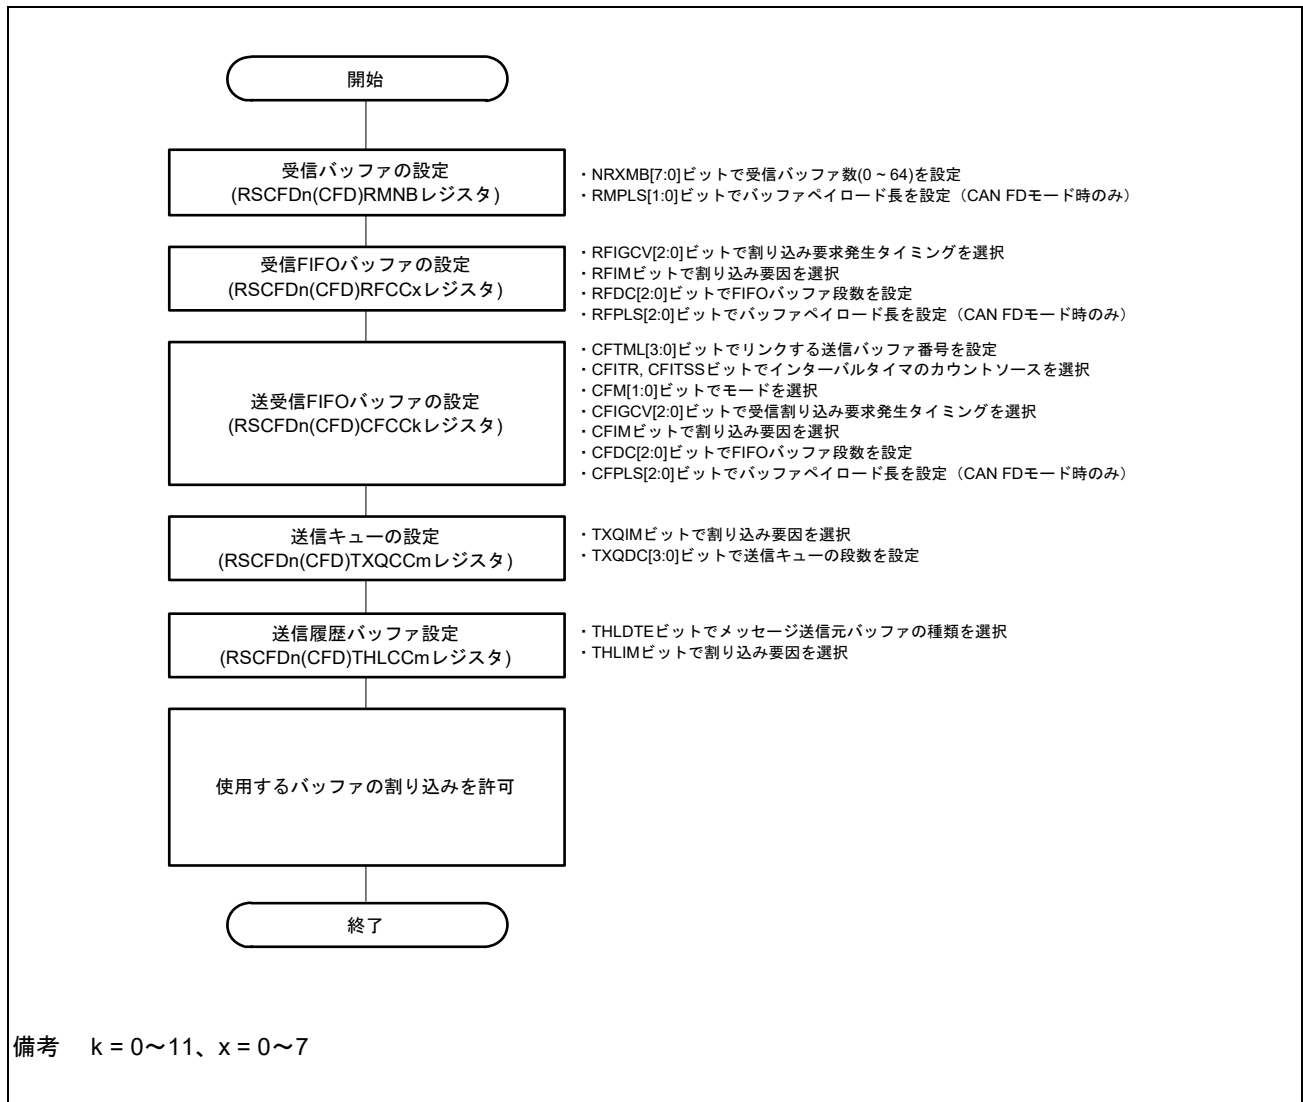 開始
受信バッファの設定
(RSCFDn(CFD)RMNBレジスタ)
・NRXMB[7:0]ビットで受信バッファ数(0 ~ 64)を設定
・RMPLS[1:0]ビットでバッファペイロード長を設定（CAN FDモード時のみ）
受信FIFOバッファの設定
(RSCFDn(CFD)RFCCxレジスタ)
・RFIGCV[2:0]ビットで割り込み要求発生タイミングを選択
・RFIMビットで割り込み要因を選択
・RFDC[2:0]ビットでFIFOバッファ段数を設定
・RFPLS[2:0]ビットでバッファペイロード長を設定（CAN FDモード時のみ）
送受信FIFOバッファの設定
(RSCFDn(CFD)CFCCkレジスタ)
・CFTML[3:0]ビットでリンクする送信バッファ番号を設定
・CFITR, CFITSSビットでインターバルタイマのカウントソースを選択
・CFM[1:0]ビットでモードを選択
・CFIGCV[2:0]ビットで受信割り込み要求発生タイミングを選択
・CFIMビットで割り込み要因を選択
・CFDC[2:0]ビットでFIFOバッファ段数を設定
・CFPLS[2:0]ビットでバッファペイロード長を設定（CAN FDモード時のみ）
送信キューの設定
(RSCFDn(CFD)TXQCCmレジスタ)
・TXQIMビットで割り込み要因を選択
・TXQDC[3:0]ビットで送信キューの段数を設定
送信履歴バッファ設定
(RSCFDn(CFD)THLCCmレジスタ)
・THLDTEビットでメッセージ送信元バッファの種類を選択
・THLIMビットで割り込み要因を選択
使用するバッファの割り込みを許可
終了
備考 k = 0～11、x = 0～7